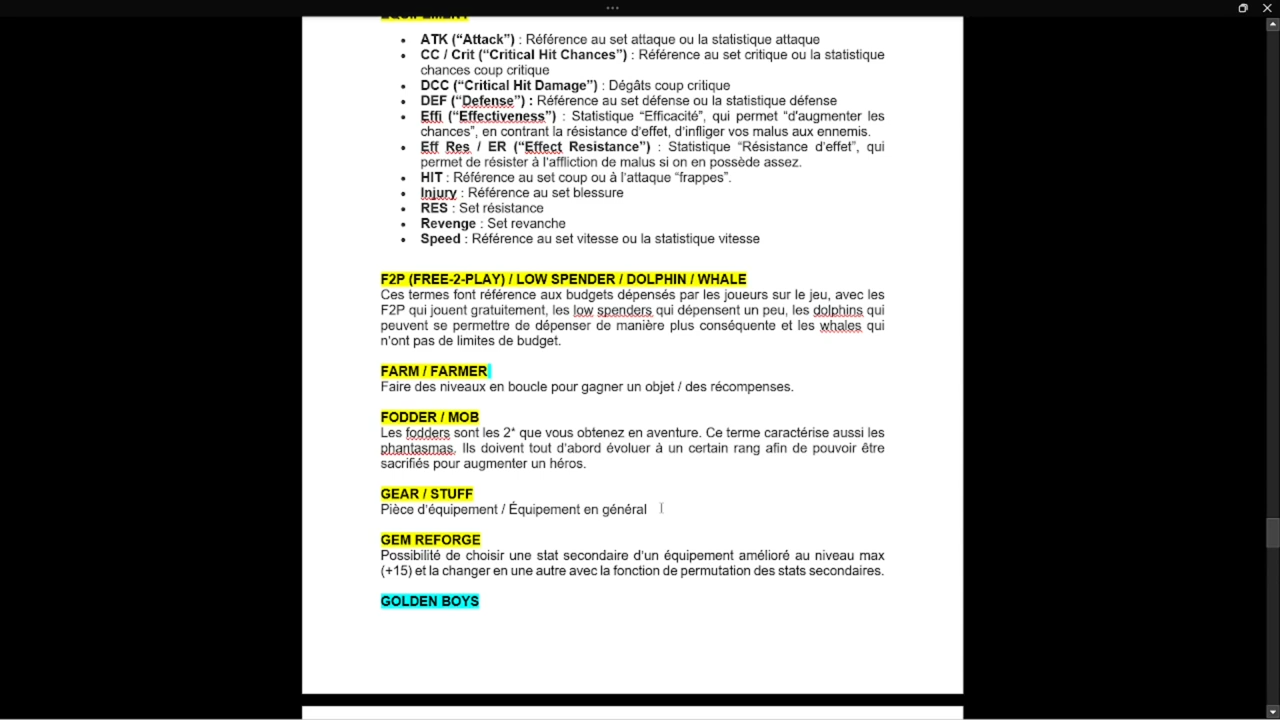 EQUIPEMENT
• ATK (“Attack”) : Référence au set attaque ou la statistique attaque
• CC / Crit (“Critical Hit Chances”) : Référence au set critique ou la statistique
chances coup critique
• DCC (“Critical Hit Damage”) : Dégâts coup critique
• DEF (“Defense”) : Référence au set défense ou la statistique défense
• Effi (“Effectiveness”) : Statistique “Efficacité”, qui permet “d'augmenter les
chances”, en contrant la résistance d’effet, d’infliger vos malus aux ennemis.
• Eff Res / ER (“Effect Resistance”) : Statistique “Résistance d’effet”, qui
permet de résister à l’affliction de malus si on en possède assez.
• HIT : Référence au set coup ou à l’attaque “frappes”.
• Injury : Référence au set blessure
• RES : Set résistance
• Revenge : Set revanche
• Speed : Référence au set vitesse ou la statistique vitesse
F2P (FREE-2-PLAY) / LOW SPENDER / DOLPHIN / WHALE
Ces termes font référence aux budgets dépensés par les joueurs sur le jeu, avec les
F2P qui jouent gratuitement, les low spenders qui dépensent un peu, les dolphins qui
peuvent se permettre de dépenser de manière plus conséquente et les whales qui
n’ont pas de limites de budget.
FARM / FARMER
Faire des niveaux en boucle pour gagner un objet / des récompenses.
FODDER / MOB
Les fodders sont les 2* que vous obtenez en aventure. Ce terme caractérise aussi les
phantasmas. Ils doivent tout d’abord évoluer à un certain rang afin de pouvoir être
sacrifiés pour augmenter un héros.
GEAR / STUFF
Pièce d’équipement / Équipement en général
GEM REFORGE
Possibilité de choisir une stat secondaire d’un équipement amélioré au niveau max
(+15) et la changer en une autre avec la fonction de permutation des stats secondaires.
GOLDEN BOYS